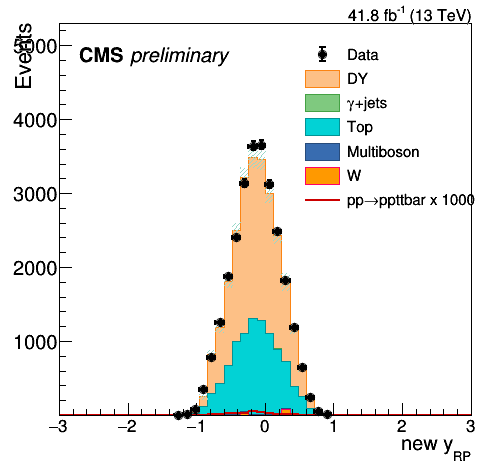 41.8 fb⁻¹ (13 TeV)
Events
CMS preliminary
Data
DY
γ+jets
Top
Multiboson
W
pp→ppttbar x 1000
5000
4000
3000
2000
1000
−3 −2 −1 0 1 2 3
new y_RP